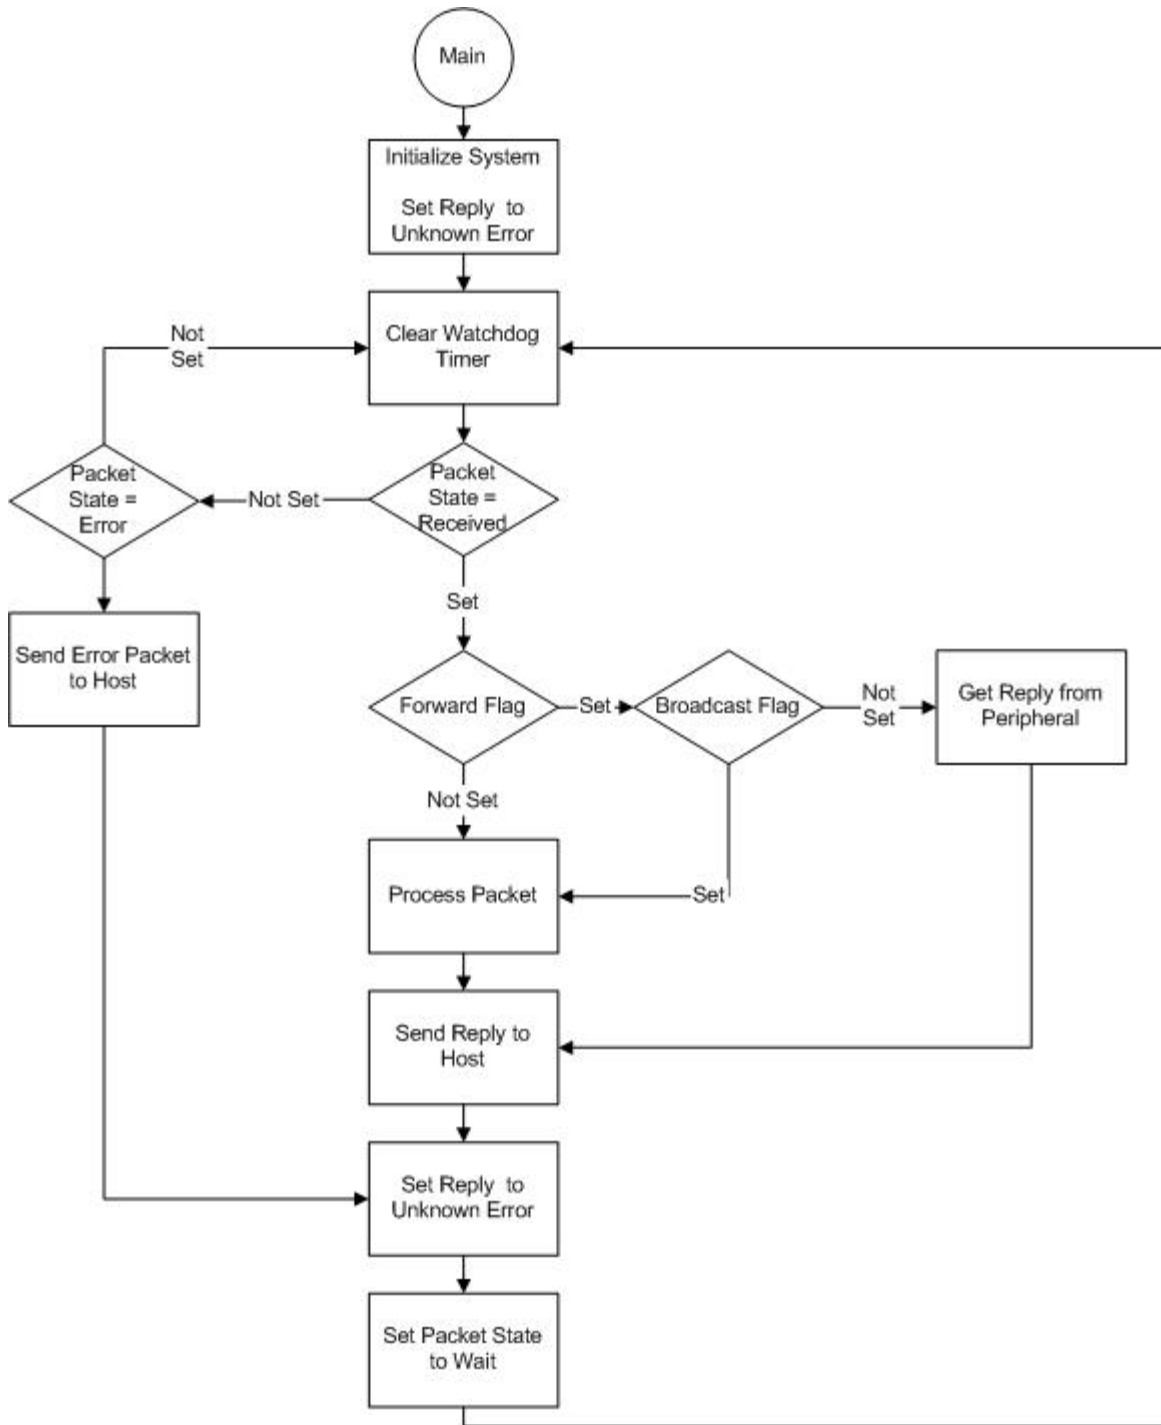 Main
Initialize System
Set Reply to
Unknown Error
Not
Set
Clear Watchdog
Timer
Packet
State =
Error
Not Set
Packet
State =
Received
Set
Send Error Packet
to Host
Forward Flag
Set
Broadcast Flag
Not
Set
Get Reply from
Peripheral
Not Set
Process Packet
Set
Send Reply to
Host
Set Reply to
Unknown Error
Set Packet State
to Wait